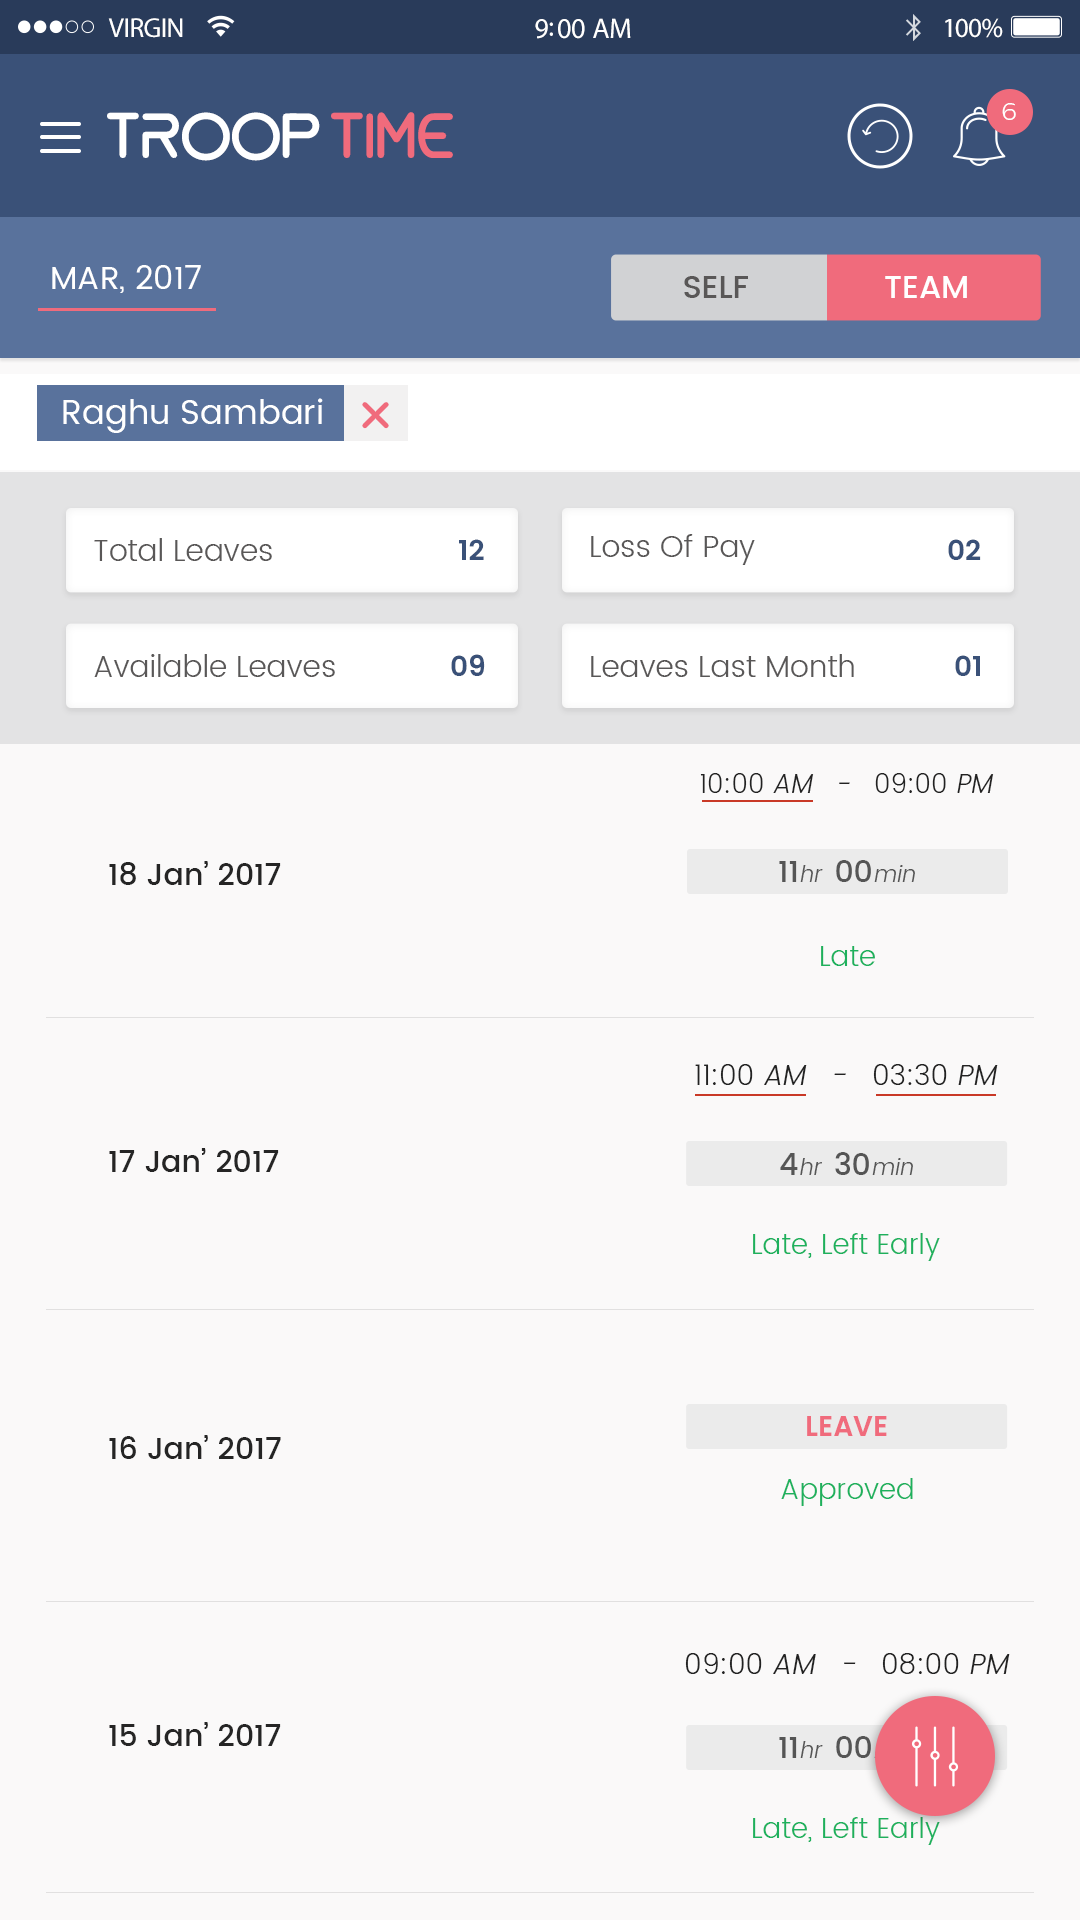 VIRGIN 9:00 AM 100%
TROOP TIME 6
MAR, 2017 SELF TEAM
Raghu Sambari
Total Leaves 12 Loss Of Pay 02
Available Leaves 09 Leaves Last Month 01
10:00 AM - 09:00 PM
18 Jan’ 2017 11hr 00min
Late
11:00 AM - 03:30 PM
17 Jan’ 2017 4hr 30min
Late, Left Early
LEAVE
16 Jan’ 2017
Approved
09:00 AM - 08:00 PM
15 Jan’ 2017 11hr 00
Late, Left Early